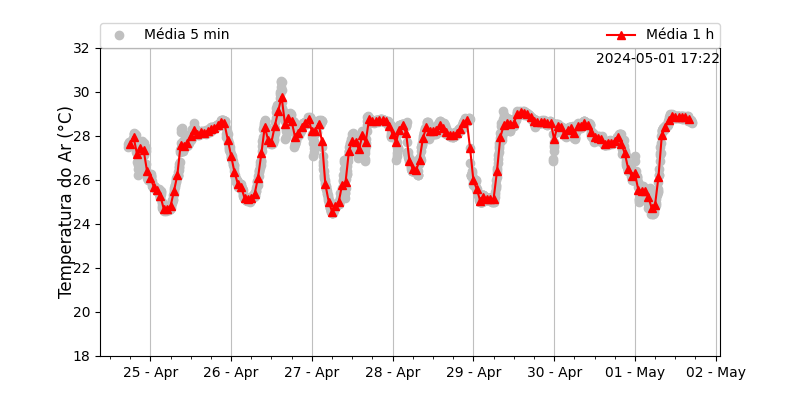 Média 5 min
Média 1 h
2024-05-01 17:22
Temperatura do Ar (°C)
32
30
28
26
24
22
20
18
25 - Apr
26 - Apr
27 - Apr
28 - Apr
29 - Apr
30 - Apr
01 - May
02 - May